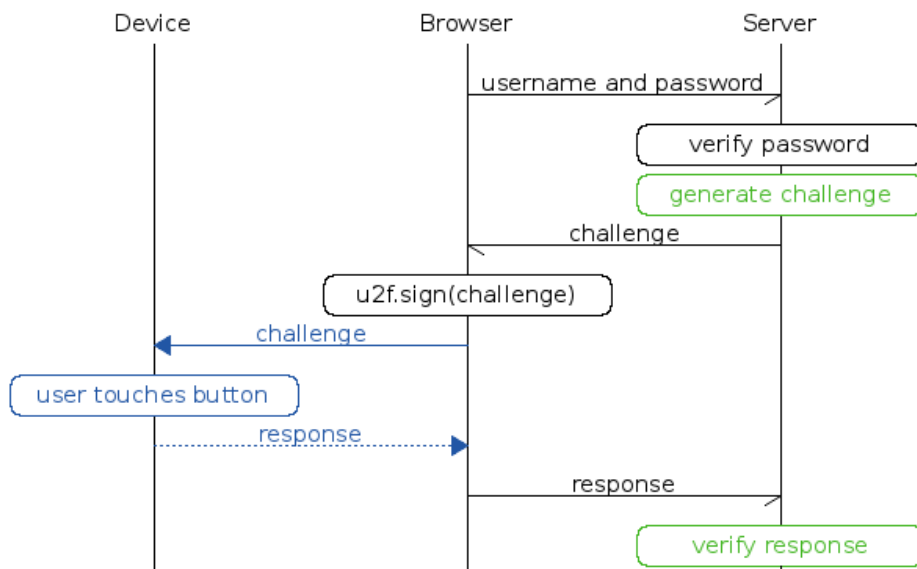 Device Browser Server
username and password
verify password
generate challenge
challenge
u2f.sign(challenge)
challenge
user touches button
response
response
verify response